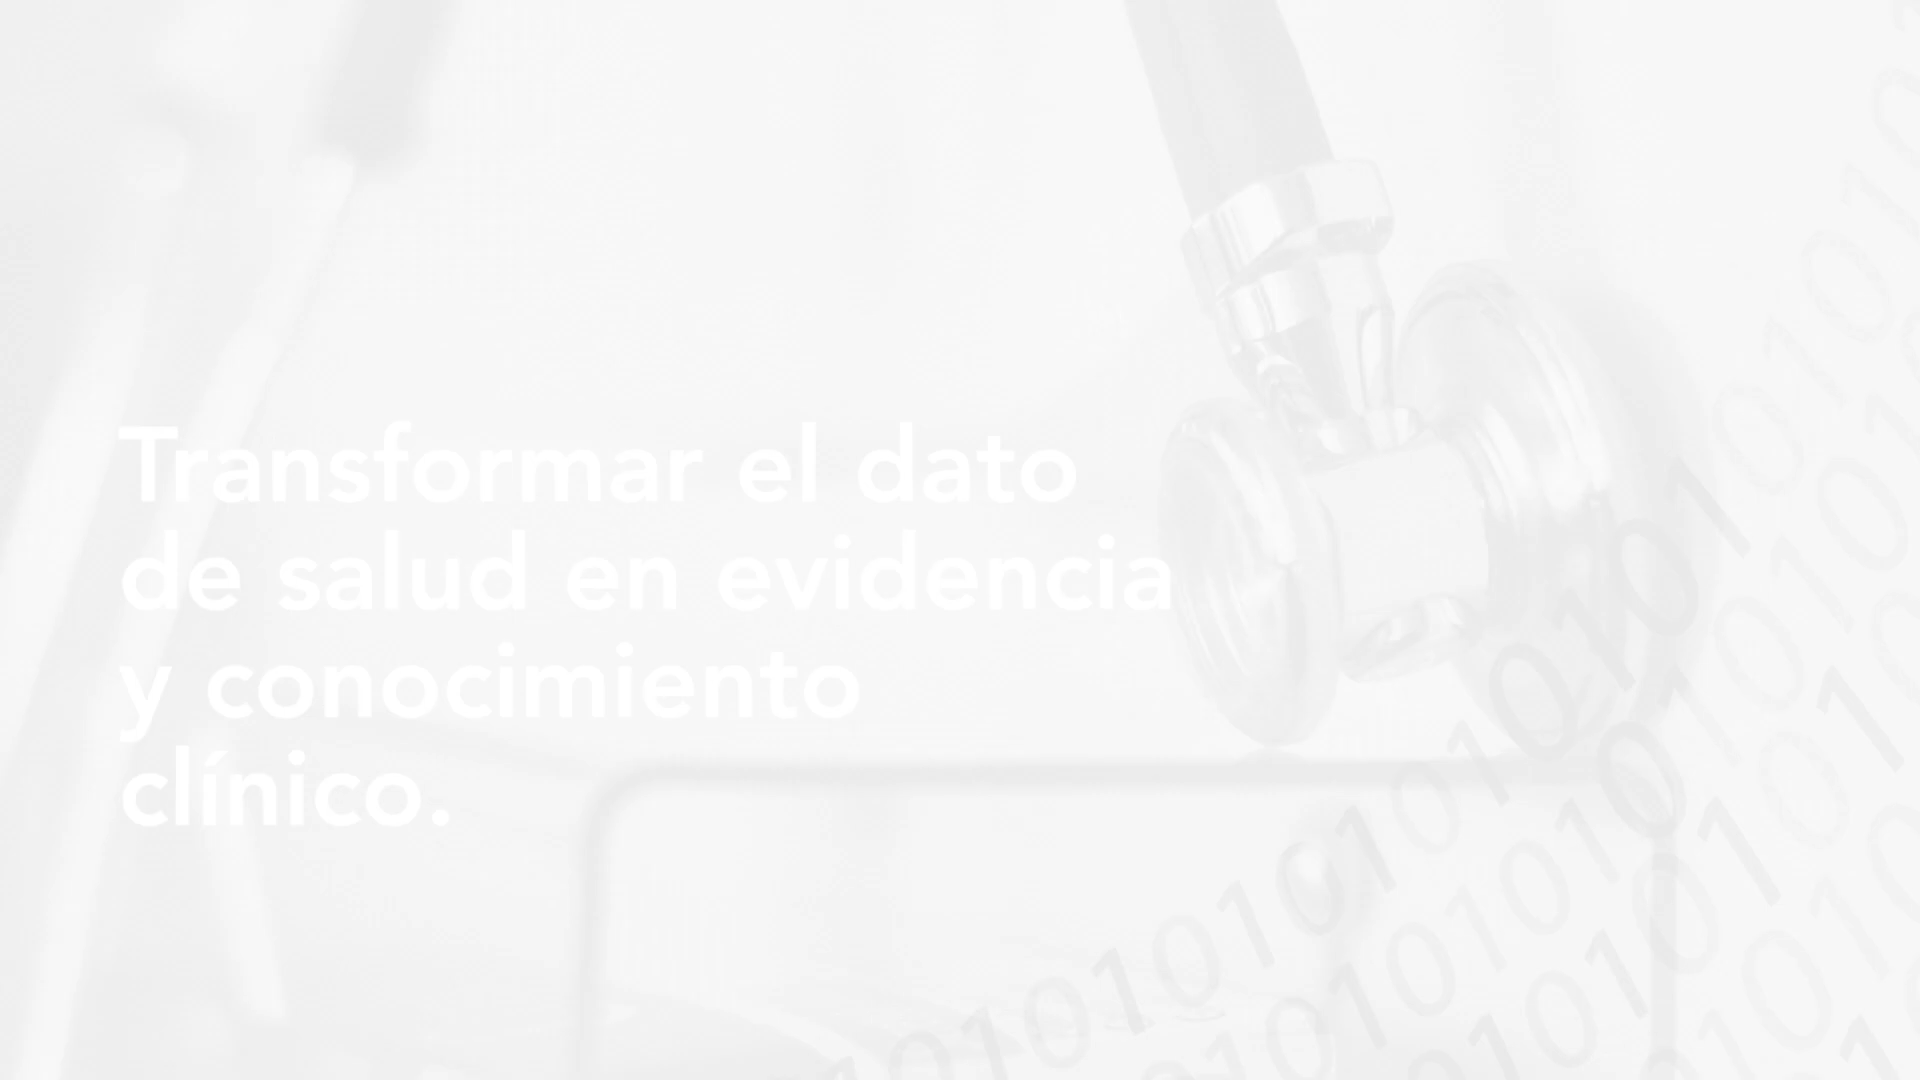 Transformar el dato
de salud en evidencia
y conocimiento
clínico.